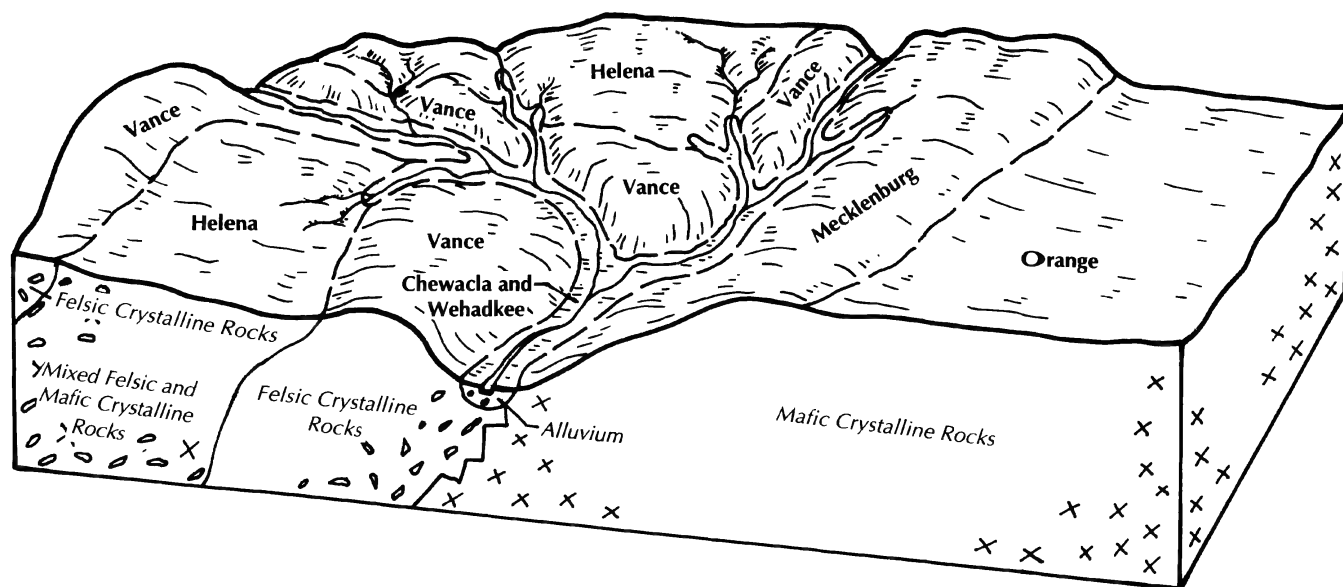 Helena
Vance
Vance
Vance
Vance
Mecklenburg
Helena
Vance
Orange
Chewacla and
Wehadkee
Felsic Crystalline
Rocks
Mixed Felsic and
Mafic Crystalline
Rocks
Felsic Crystalline
Rocks
Alluvium
Mafic Crystalline Rocks